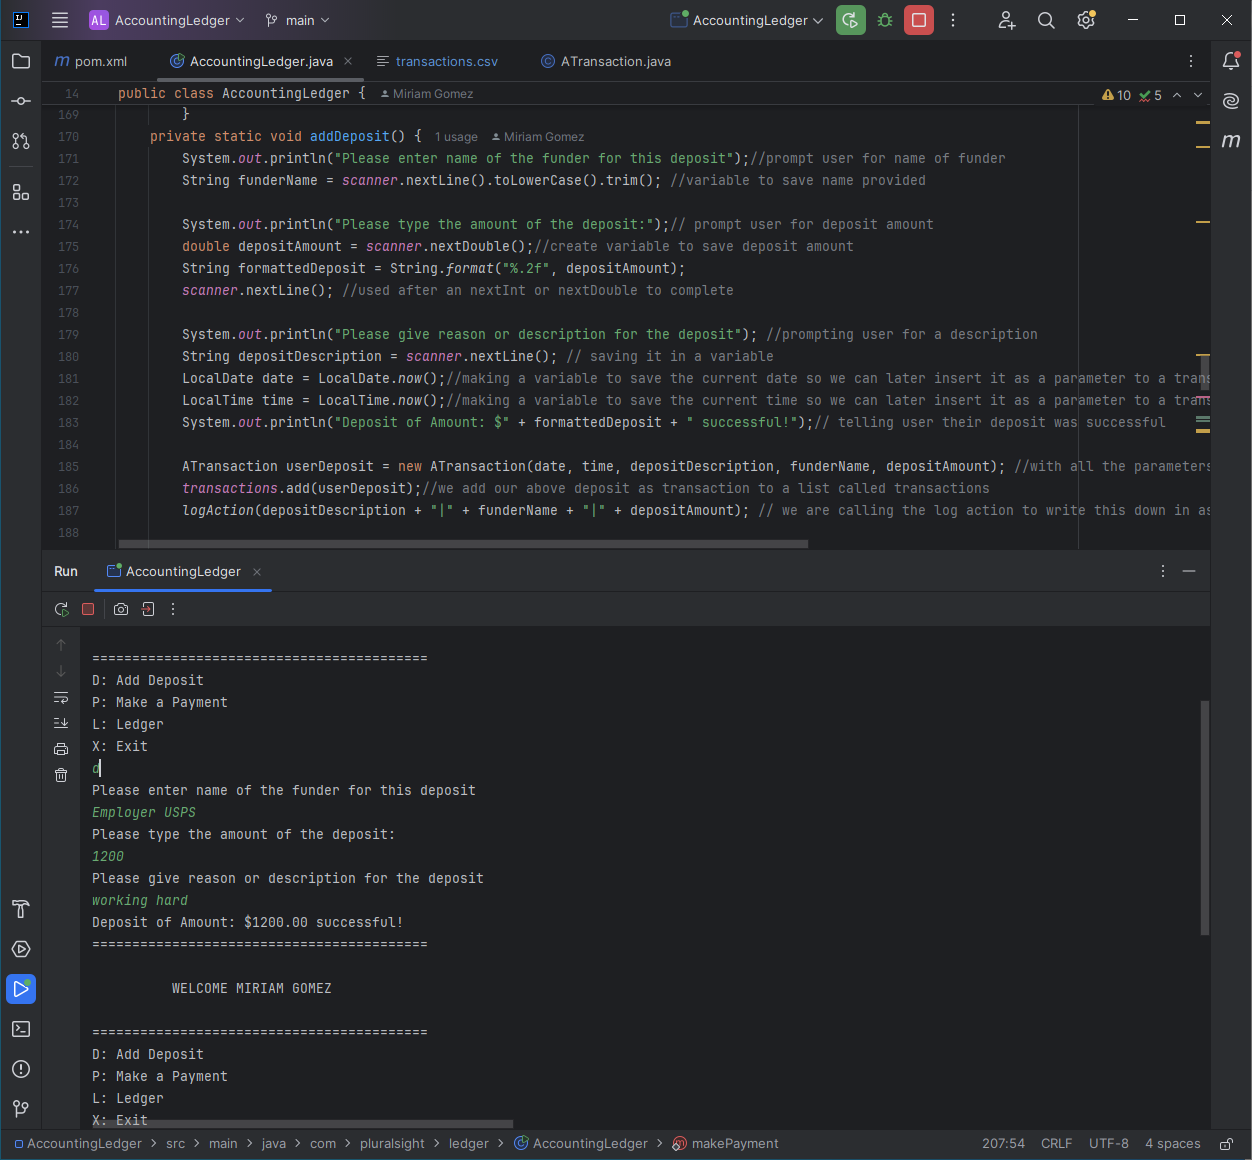 AL AccountingLedger main AccountingLedger
pom.xml AccountingLedger.java transactions.csv ATransaction.java
14 public class AccountingLedger { Miriam Gomez 10 5
169 }
170 private static void addDeposit() { 1 usage Miriam Gomez
171 System.out.println("Please enter name of the funder for this deposit");//prompt user for name of funder
172 String funderName = scanner.nextLine().toLowerCase().trim(); //variable to save name provided
173
174 System.out.println("Please type the amount of the deposit:");// prompt user for deposit amount
175 double depositAmount = scanner.nextDouble();//create variable to save deposit amount
176 String formattedDeposit = String.format("%.2f", depositAmount);
177 scanner.nextLine(); //used after an nextInt or nextDouble to complete
178
179 System.out.println("Please give reason or description for the deposit"); //prompting user for a description
180 String depositDescription = scanner.nextLine(); // saving it in a variable
181 LocalDate date = LocalDate.now();//making a variable to save the current date so we can later insert it as a parameter to a trans
182 LocalTime time = LocalTime.now();//making a variable to save the current time so we can later insert it as a parameter to a trans
183 System.out.println("Deposit of Amount: $" + formattedDeposit + " successful!");// telling user their deposit was successful
184
185 ATransaction userDeposit = new ATransaction(date, time, depositDescription, funderName, depositAmount); //with all the parameters
186 transactions.add(userDeposit);//we add our above deposit as transaction to a list called transactions
187 logAction(depositDescription + "|" + funderName + "|" + depositAmount); // we are calling the log action to write this down in as
188
Run AccountingLedger
==========================================
D: Add Deposit
P: Make a Payment
L: Ledger
X: Exit
d
Please enter name of the funder for this deposit
Employer USPS
Please type the amount of the deposit:
1200
Please give reason or description for the deposit
working hard
Deposit of Amount: $1200.00 successful!
==========================================
WELCOME MIRIAM GOMEZ
==========================================
D: Add Deposit
P: Make a Payment
L: Ledger
X: Exit
AccountingLedger > src > main > java > com > pluralsight > ledger > AccountingLedger > makePayment 207:54 CRLF UTF-8 4 spaces